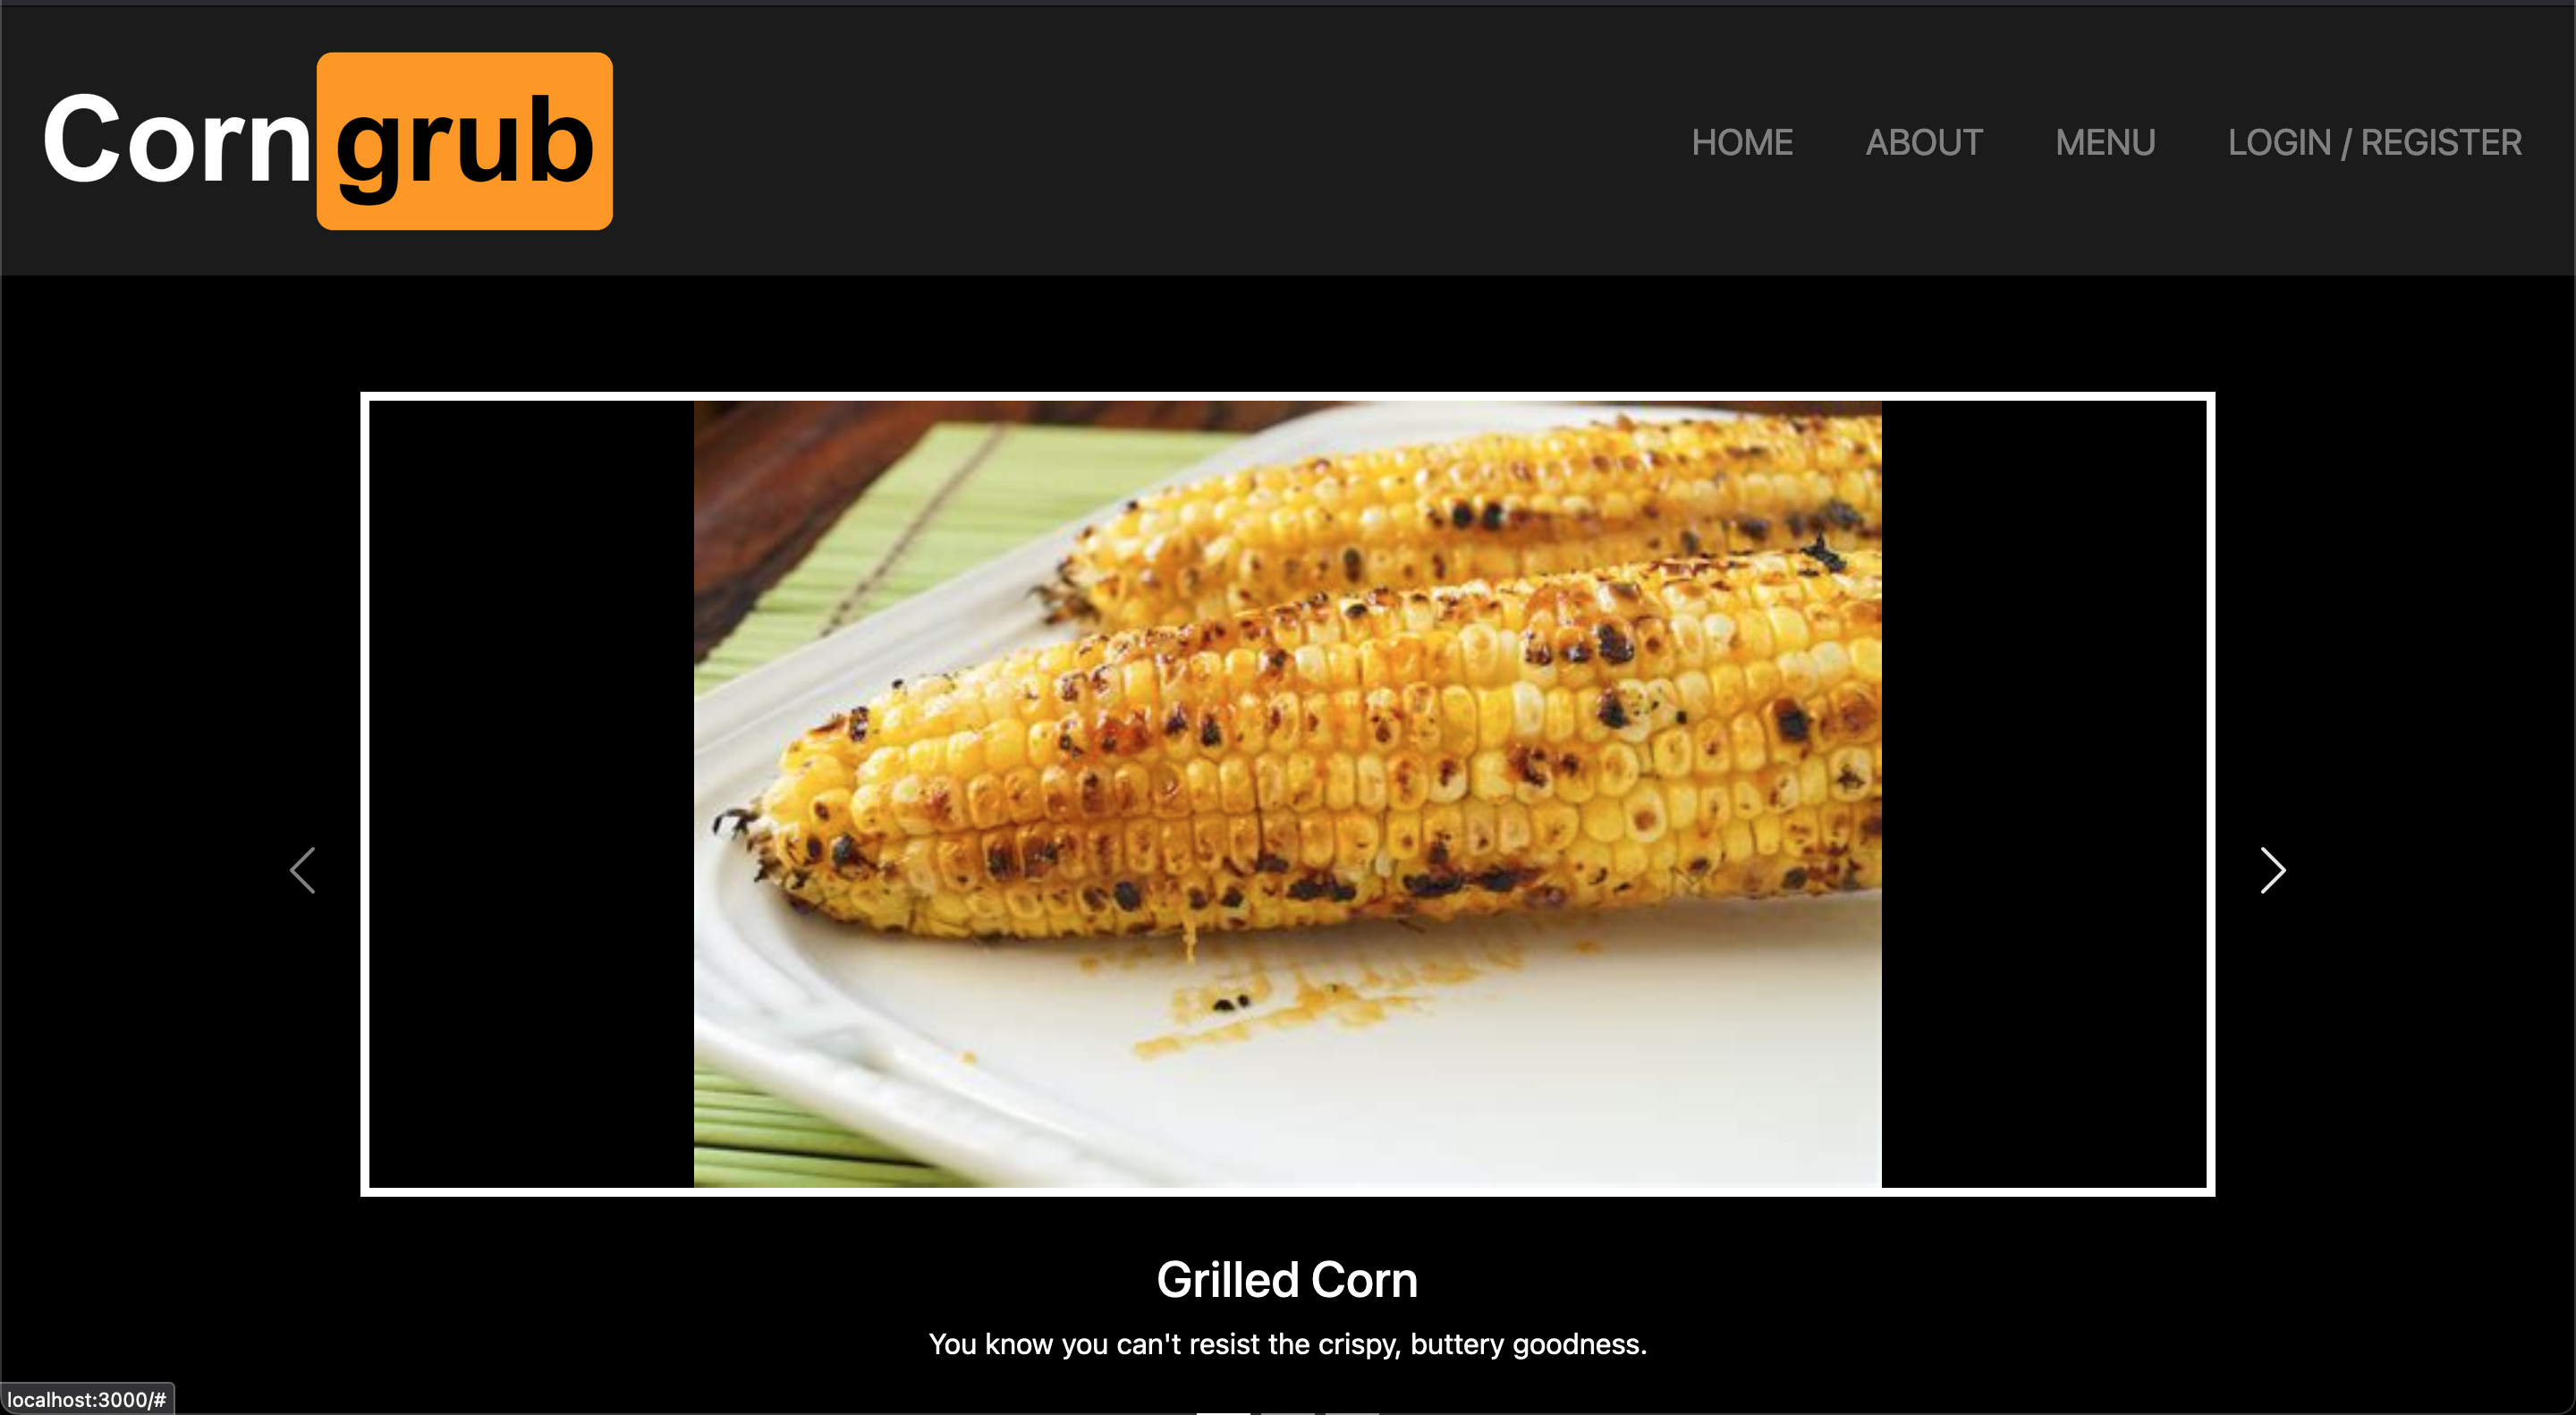 Corngrub
HOME ABOUT MENU LOGIN / REGISTER
Grilled Corn
You know you can't resist the crispy, buttery goodness.
localhost:3000/#